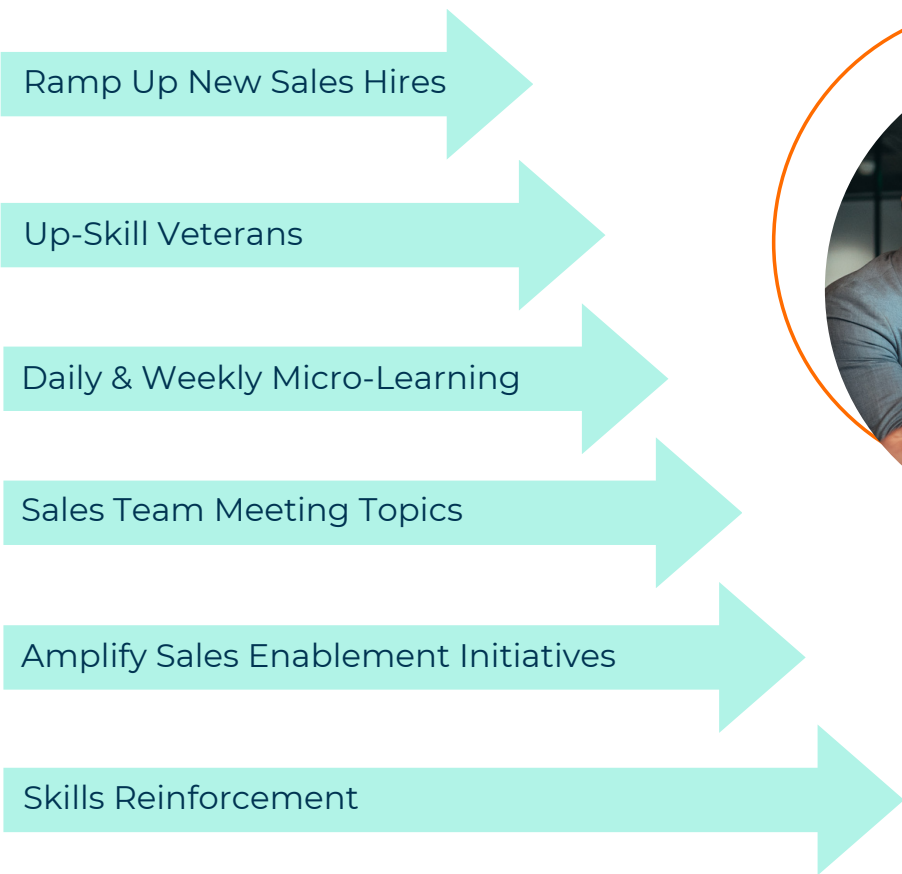 Ramp Up New Sales Hires
Up-Skill Veterans
Daily & Weekly Micro-Learning
Sales Team Meeting Topics
Amplify Sales Enablement Initiatives
Skills Reinforcement